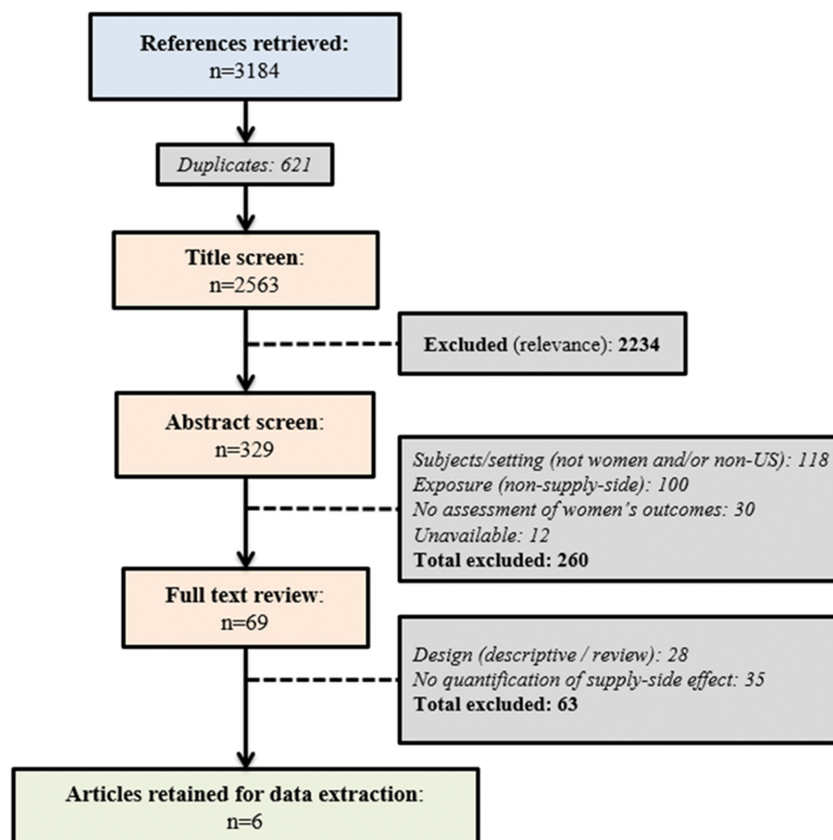 References retrieved:
n=3184
Duplicates: 621
Title screen:
n=2563
Excluded (relevance): 2234
Abstract screen:
n=329
Subjects/setting (not women and/or non-US): 118
Exposure (non-supply-side): 100
No assessment of women's outcomes: 30
Unavailable: 12
Total excluded: 260
Full text review:
n=69
Design (descriptive / review): 28
No quantification of supply-side effect: 35
Total excluded: 63
Articles retained for data extraction:
n=6